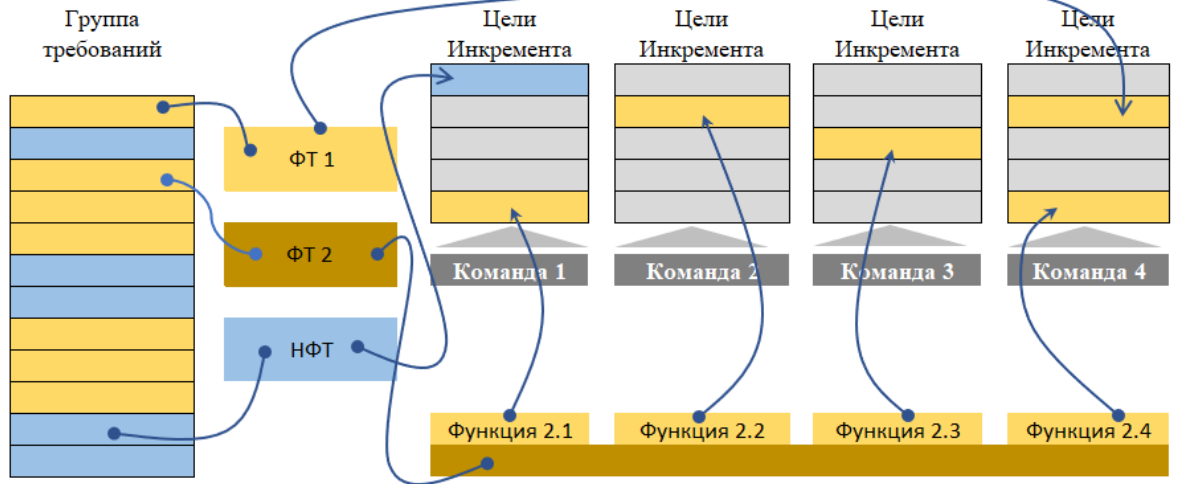 Группа
требований
Цели
Инкремента
Цели
Инкремента
Цели
Инкремента
Цели
Инкремента
ФТ 1
ФТ 2
НФТ
Команда 1
Команда 2
Команда 3
Команда 4
Функция 2.1
Функция 2.2
Функция 2.3
Функция 2.4